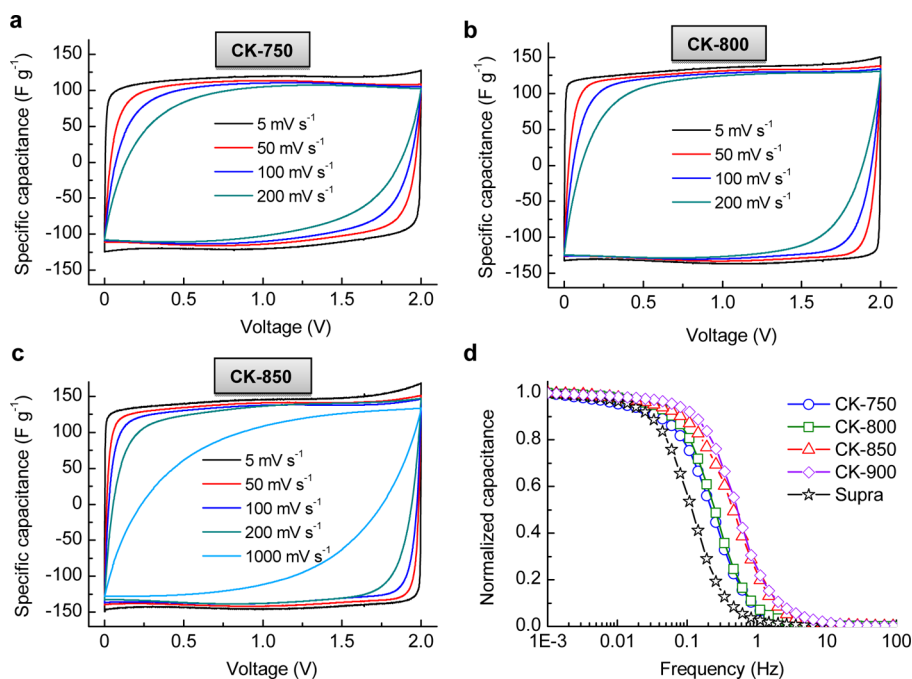 a
CK-750
Specific capacitance (F g⁻¹)
150
100
50
0
-50
-100
-150
5 mV s⁻¹
50 mV s⁻¹
100 mV s⁻¹
200 mV s⁻¹
0 0.5 1.0 1.5 2.0
Voltage (V)
b
CK-800
Specific capacitance (F g⁻¹)
150
100
50
0
-50
-100
-150
5 mV s⁻¹
50 mV s⁻¹
100 mV s⁻¹
200 mV s⁻¹
0 0.5 1.0 1.5 2.0
Voltage (V)
c
CK-850
Specific capacitance (F g⁻¹)
150
100
50
0
-50
-100
-150
5 mV s⁻¹
50 mV s⁻¹
100 mV s⁻¹
200 mV s⁻¹
1000 mV s⁻¹
0 0.5 1.0 1.5 2.0
Voltage (V)
d
Normalized capacitance
1.0
0.8
0.6
0.4
0.2
0.0
CK-750
CK-800
CK-850
CK-900
Supra
1E-3 0.01 0.1 1 10 100
Frequency (Hz)